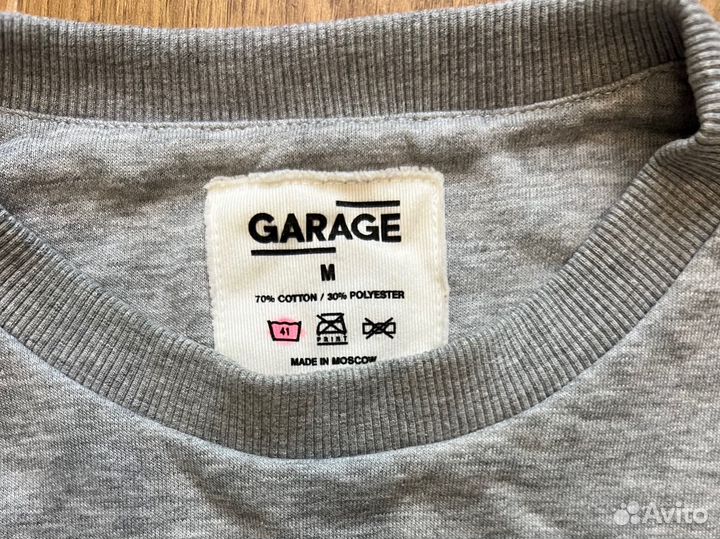 GARAGE
M
70% COTTON / 30% POLYESTER
41
PRINT
MADE IN MOSCOW
Avito